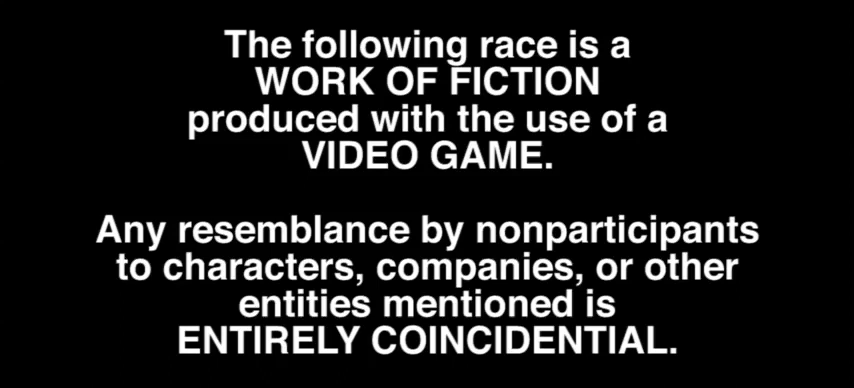 The following race is a
WORK OF FICTION
produced with the use of a
VIDEO GAME.
Any resemblance by nonparticipants
to characters, companies, or other
entities mentioned is
ENTIRELY COINCIDENTIAL.